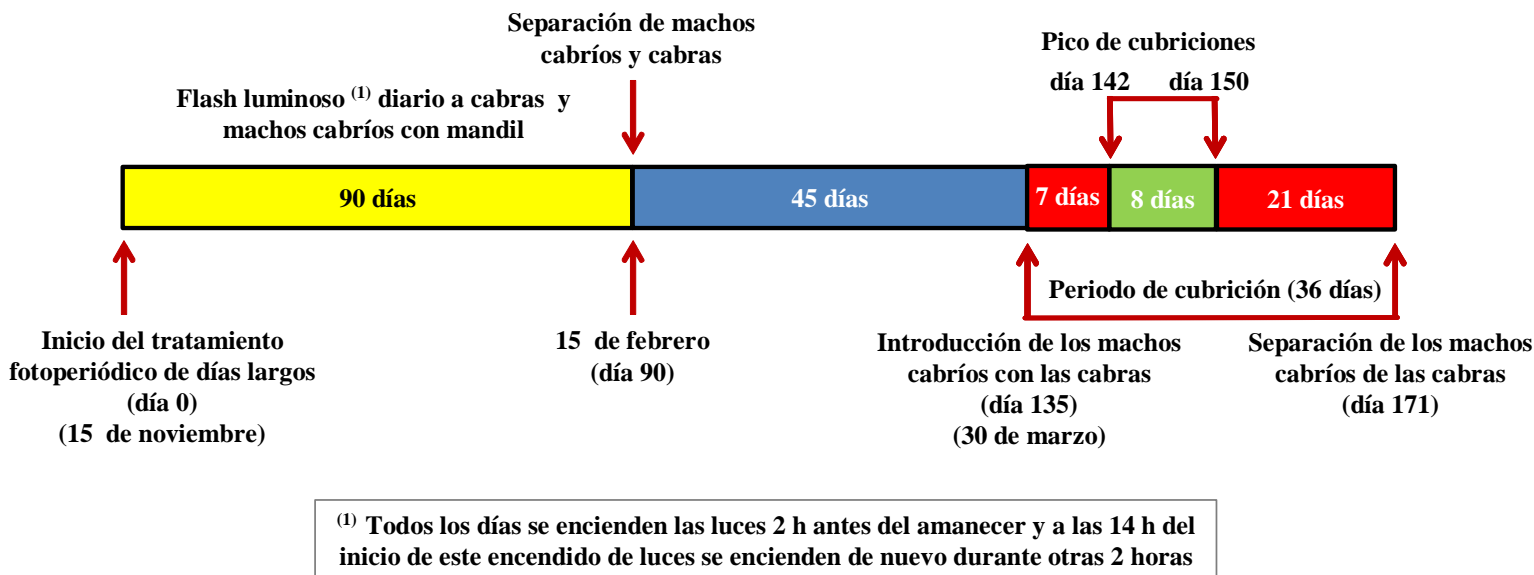 Separación de machos
cabríos y cabras
Pico de cubriciones
día 142 día 150
Flash luminoso (1) diario a cabras y
machos cabríos con mandil
90 días
45 días
7 días
8 días
21 días
Periodo de cubrición (36 días)
Inicio del tratamiento
fotoperiódico de días largos
(día 0)
(15 de noviembre)
15 de febrero
(día 90)
Introducción de los machos
cabríos con las cabras
(día 135)
(30 de marzo)
Separación de los machos
cabríos de las cabras
(día 171)
(1) Todos los días se encienden las luces 2 h antes del amanecer y a las 14 h del
inicio de este encendido de luces se encienden de nuevo durante otras 2 horas